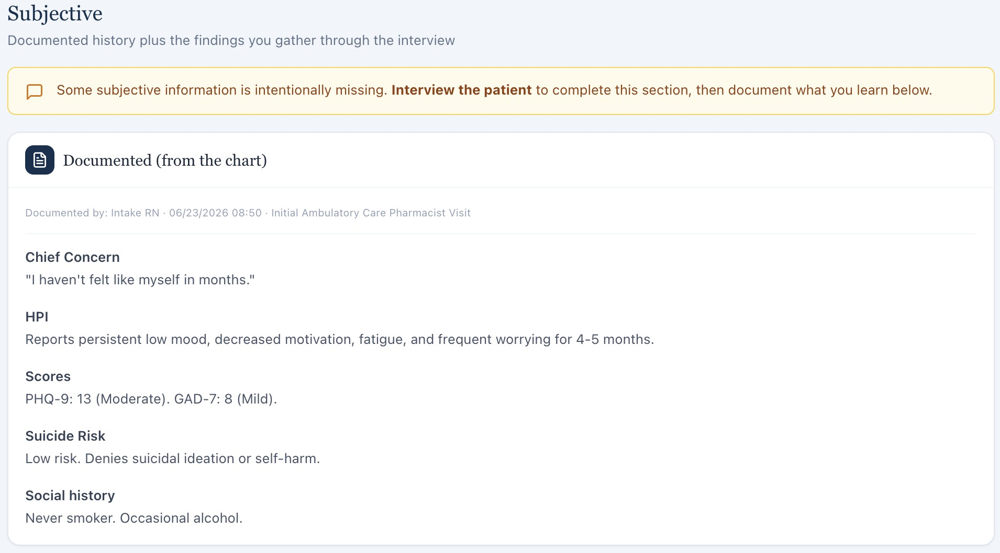 Subjective
Documented history plus the findings you gather through the interview
Some subjective information is intentionally missing. Interview the patient to complete this section, then document what you learn below.
Documented (from the chart)
Documented by: Intake RN · 06/23/2026 08:50 · Initial Ambulatory Care Pharmacist Visit
Chief Concern
"I haven't felt like myself in months."
HPI
Reports persistent low mood, decreased motivation, fatigue, and frequent worrying for 4-5 months.
Scores
PHQ-9: 13 (Moderate). GAD-7: 8 (Mild).
Suicide Risk
Low risk. Denies suicidal ideation or self-harm.
Social history
Never smoker. Occasional alcohol.